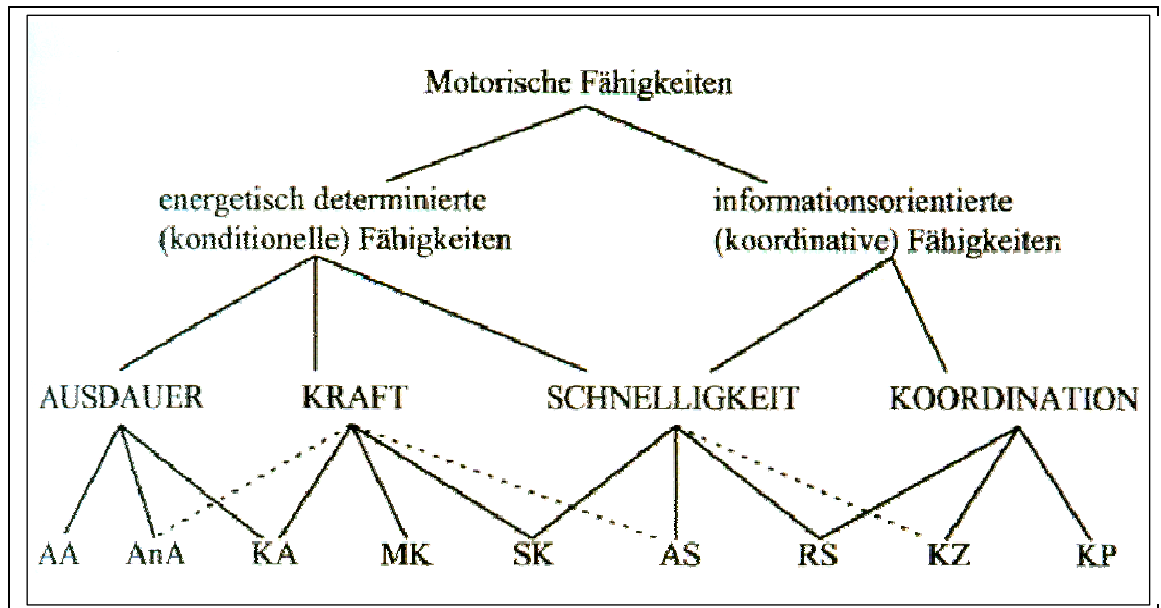 Motorische Fähigkeiten
energetisch determinierte
(konditionelle) Fähigkeiten
informationsorientierte
(koordinative) Fähigkeiten
AUSDAUER KRAFT SCHNELLIGKEIT KOORDINATION
AA AnA KA MK SK AS RS KZ KP